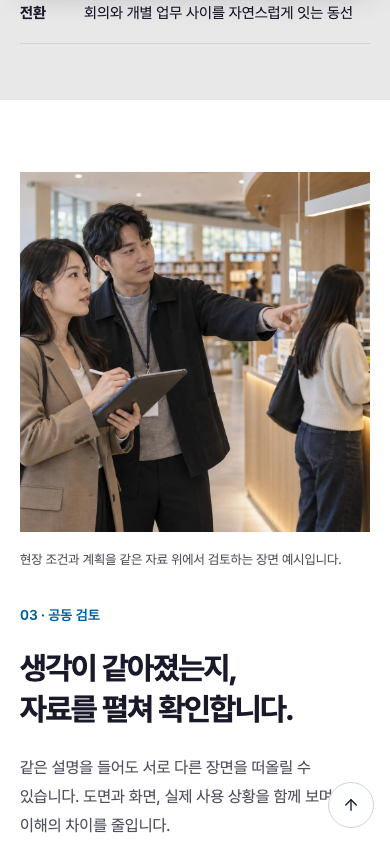 전환 회의와 개별 업무 사이를 자연스럽게 잇는 동선
현장 조건과 계획을 같은 자료 위에서 검토하는 장면 예시입니다.
03 · 공동 검토
생각이 같아졌는지,
자료를 펼쳐 확인합니다.
같은 설명을 들어도 서로 다른 장면을 떠올릴 수
있습니다. 도면과 화면, 실제 사용 상황을 함께 보며
이해의 차이를 줄입니다.